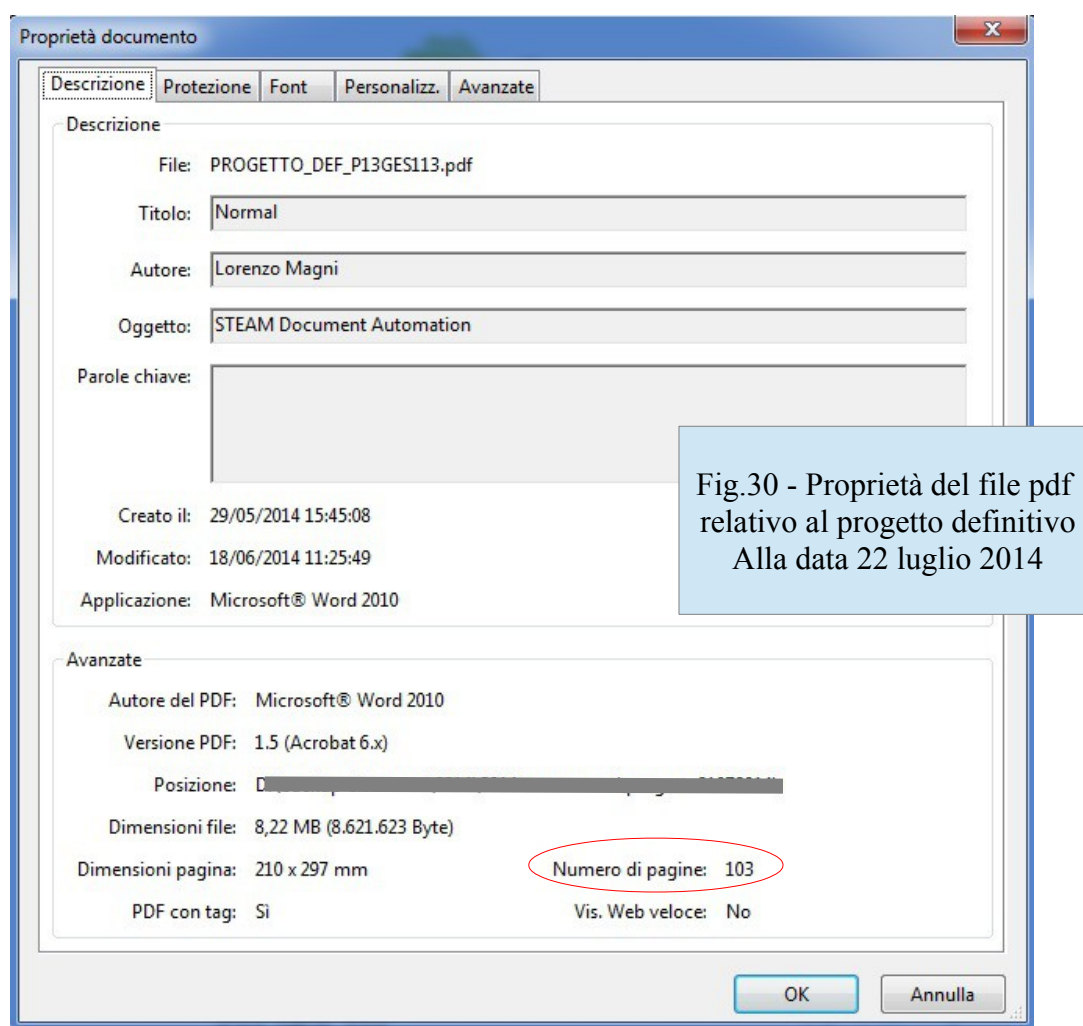 Proprietà documento
Descrizione Protezione Font Personalizz. Avanzate
Descrizione
File: PROGETTO_DEF_P13GES113.pdf
Titolo: Normal
Autore: Lorenzo Magni
Oggetto: STEAM Document Automation
Parole chiave:
Creato il: 29/05/2014 15:45:08
Modificato: 18/06/2014 11:25:49
Applicazione: Microsoft® Word 2010
Fig.30 - Proprietà del file pdf
relativo al progetto definitivo
Alla data 22 luglio 2014
Avanzate
Autore del PDF: Microsoft® Word 2010
Versione PDF: 1.5 (Acrobat 6.x)
Posizione:
Dimensioni file: 8,22 MB (8.621.623 Byte)
Dimensioni pagina: 210 x 297 mm Numero di pagine: 103
PDF con tag: Sì Vis. Web veloce: No
OK Annulla